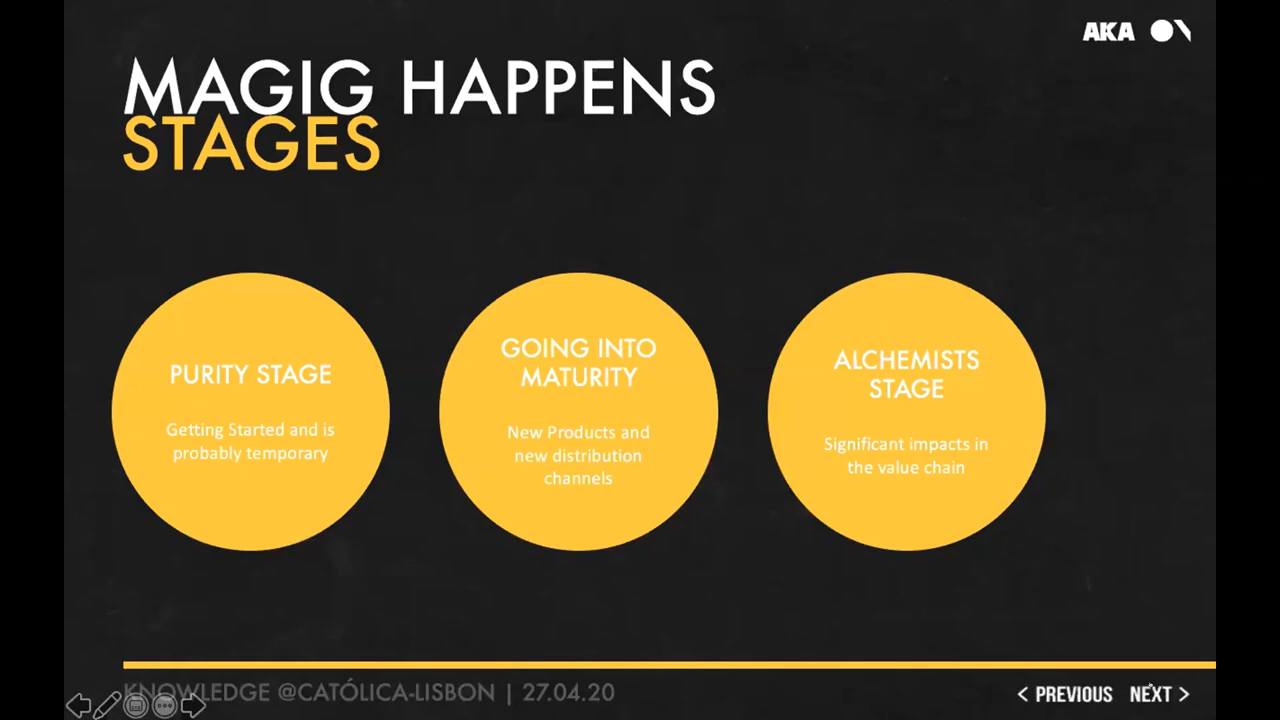 AKA
MAGIG HAPPENS
STAGES
PURITY STAGE
Getting Started and is
probably temporary
GOING INTO
MATURITY
New Products and
new distribution
channels
ALCHEMISTS
STAGE
Significant impacts in
the value chain
KNOWLEDGE @CATÓLICA-LISBON | 27.04.20
< PREVIOUS NEXT >